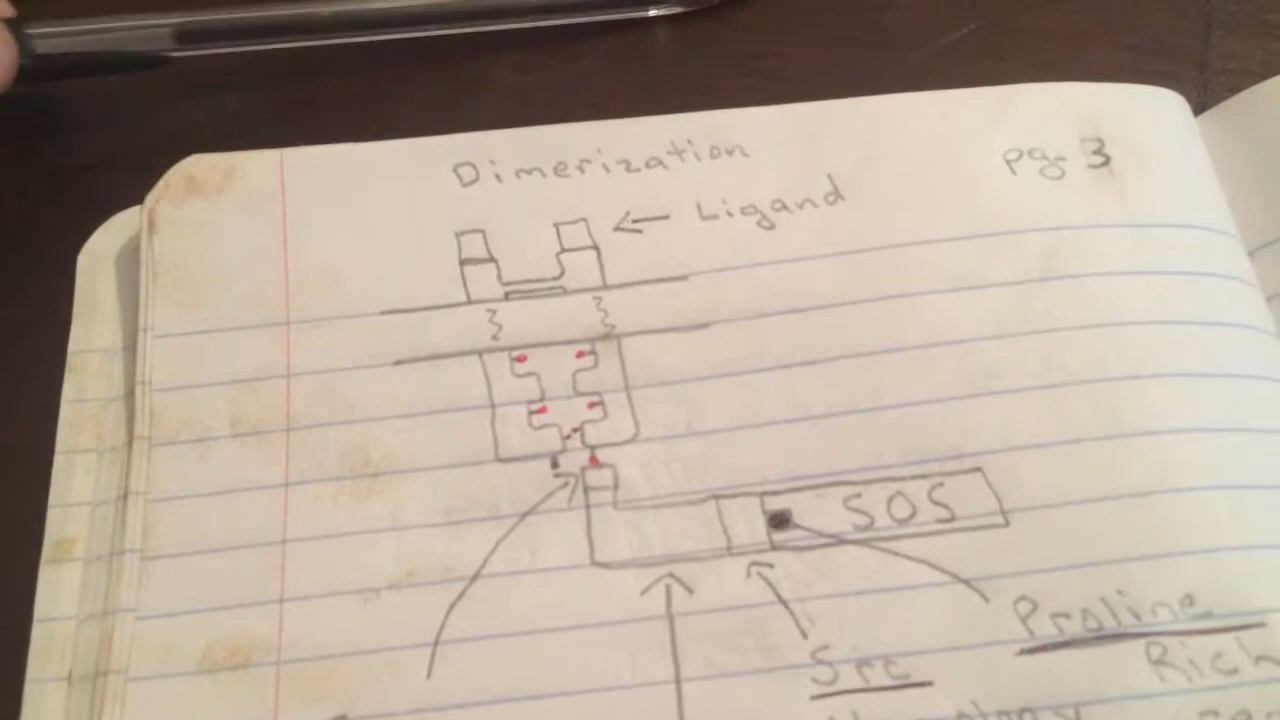 Dimerization
pg. 3
Ligand
SOS
Proline
Rich
Src